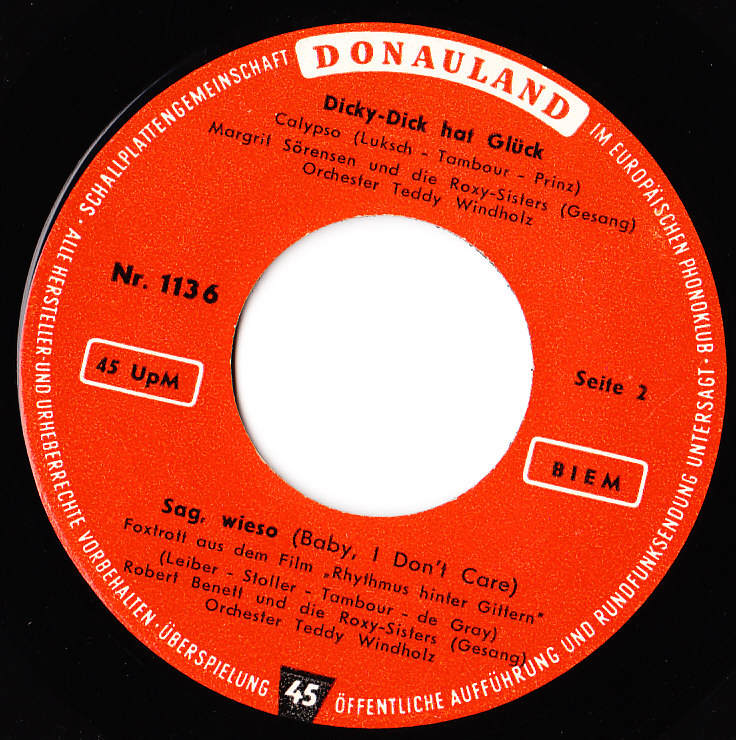 DONAULAND
SCHALLPLATTENGEMEINSCHAFT
IM EUROPÄISCHEN PHONOKLUB ·
Dicky-Dick hat Glück
Calypso (Luksch - Tambour - Prinz)
Margrit Sörensen und die Roxy-Sisters (Gesang)
Orchester Teddy Windholz
Nr. 1136
45 UpM
Seite 2
BIEM
Sag, wieso (Baby, I Don't Care)
Foxtrott aus dem Film „Rhythmus hinter Gittern"
(Leiber - Stoller - Tambour - de Gray)
Robert Benett und die Roxy-Sisters (Gesang)
Orchester Teddy Windholz
· ALLE HERSTELLER- UND URHEBERRECHTE VORBEHALTEN · ÜBERSPIELUNG
45
ÖFFENTLICHE AUFFÜHRUNG UND RUNDFUNKSENDUNG UNTERSAGT ·